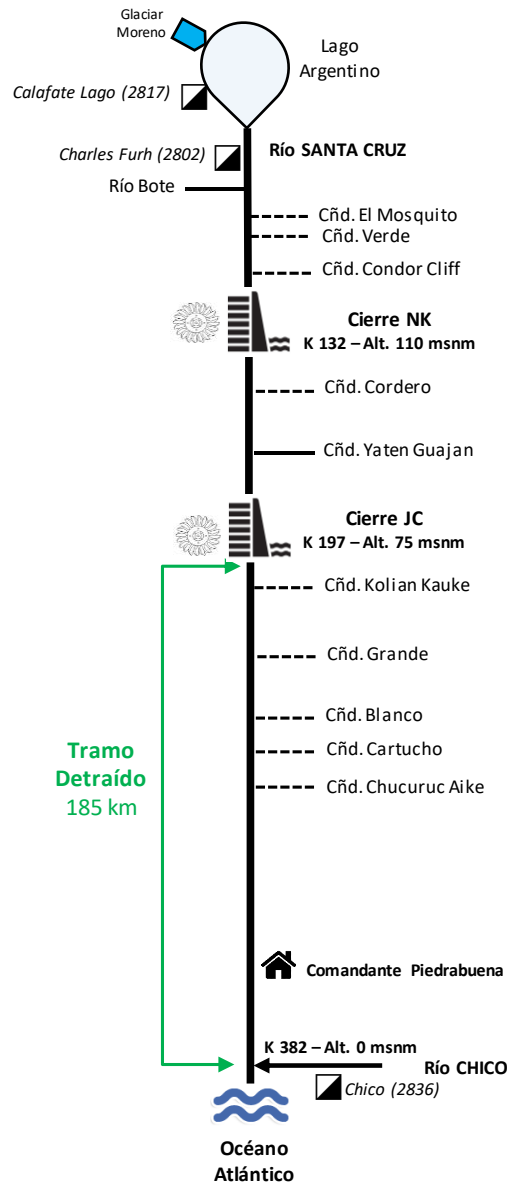 Glaciar
Moreno
Lago
Argentino
Calafate Lago (2817)
Charles Furh (2802)
Río SANTA CRUZ
Río Bote
Cñd. El Mosquito
Cñd. Verde
Cñd. Condor Cliff
Cierre NK
K 132 – Alt. 110 msnm
Cñd. Cordero
Cñd. Yaten Guajan
Cierre JC
K 197 – Alt. 75 msnm
Cñd. Kolian Kauke
Cñd. Grande
Cñd. Blanco
Cñd. Cartucho
Cñd. Chucuruc Aike
Tramo
Detraído
185 km
Comandante Piedrabuena
K 382 – Alt. 0 msnm
Río CHICO
Chico (2836)
Océano
Atlántico